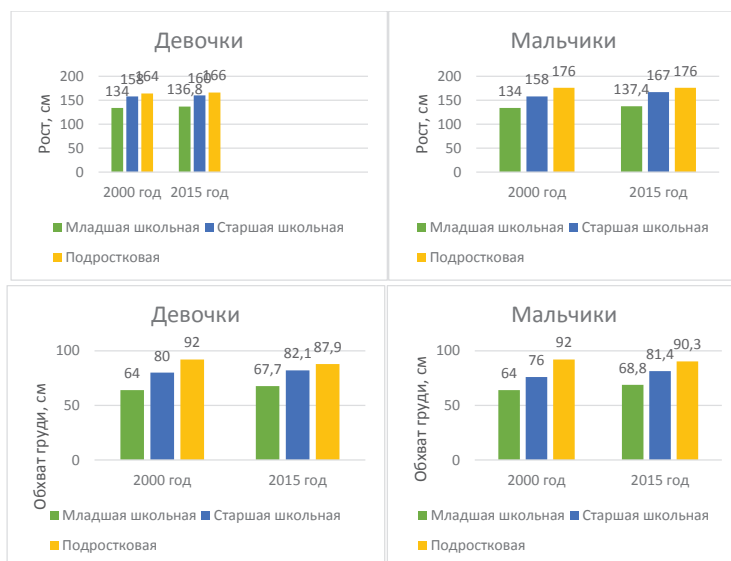 Девочки
Рост, см
200
150
100
50
0
134
158
164
136,8
160
166
2000 год 2015 год
Младшая школьная Старшая школьная
Подростковая
Мальчики
Рост, см
200
150
100
50
0
134
158
176
137,4
167
176
2000 год 2015 год
Младшая школьная Старшая школьная
Подростковая
Девочки
Обхват груди, см
100
50
0
64
80
92
67,7
82,1
87,9
2000 год 2015 год
Младшая школьная Старшая школьная
Подростковая
Мальчики
Обхват груди, см
100
50
0
64
76
92
68,8
81,4
90,3
2000 год 2015 год
Младшая школьная Старшая школьная
Подростковая